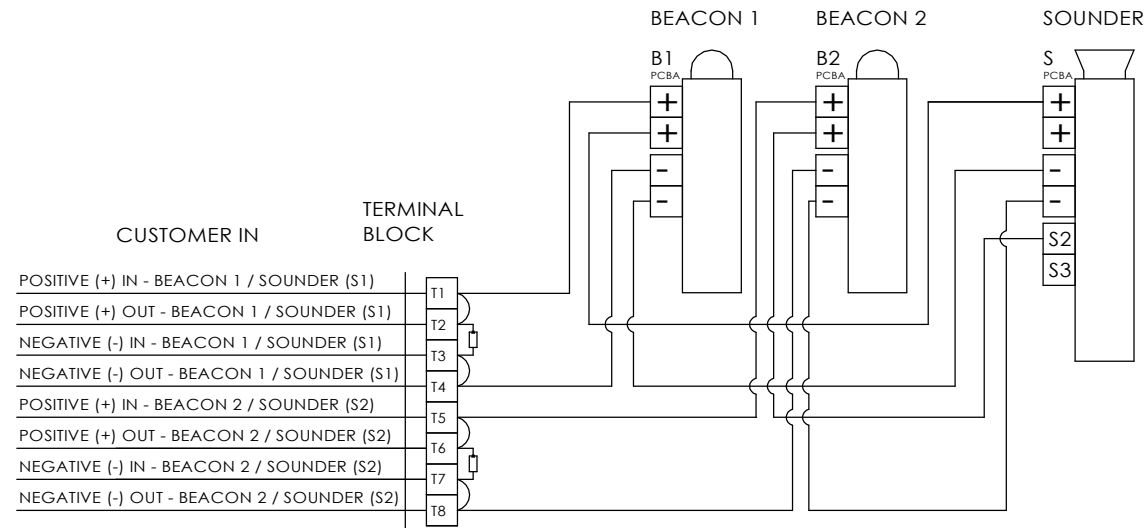 BEACON 1 BEACON 2 SOUNDER
B1 B2 S
PCBA PCBA PCBA
+ + +
+ + +
- - -
- - -
S2
S3
TERMINAL
BLOCK
CUSTOMER IN
POSITIVE (+) IN - BEACON 1 / SOUNDER (S1) T1
POSITIVE (+) OUT - BEACON 1 / SOUNDER (S1) T2
NEGATIVE (-) IN - BEACON 1 / SOUNDER (S1) T3
NEGATIVE (-) OUT - BEACON 1 / SOUNDER (S1) T4
POSITIVE (+) IN - BEACON 2 / SOUNDER (S2) T5
POSITIVE (+) OUT - BEACON 2 / SOUNDER (S2) T6
NEGATIVE (-) IN - BEACON 2 / SOUNDER (S2) T7
NEGATIVE (-) OUT - BEACON 2 / SOUNDER (S2) T8